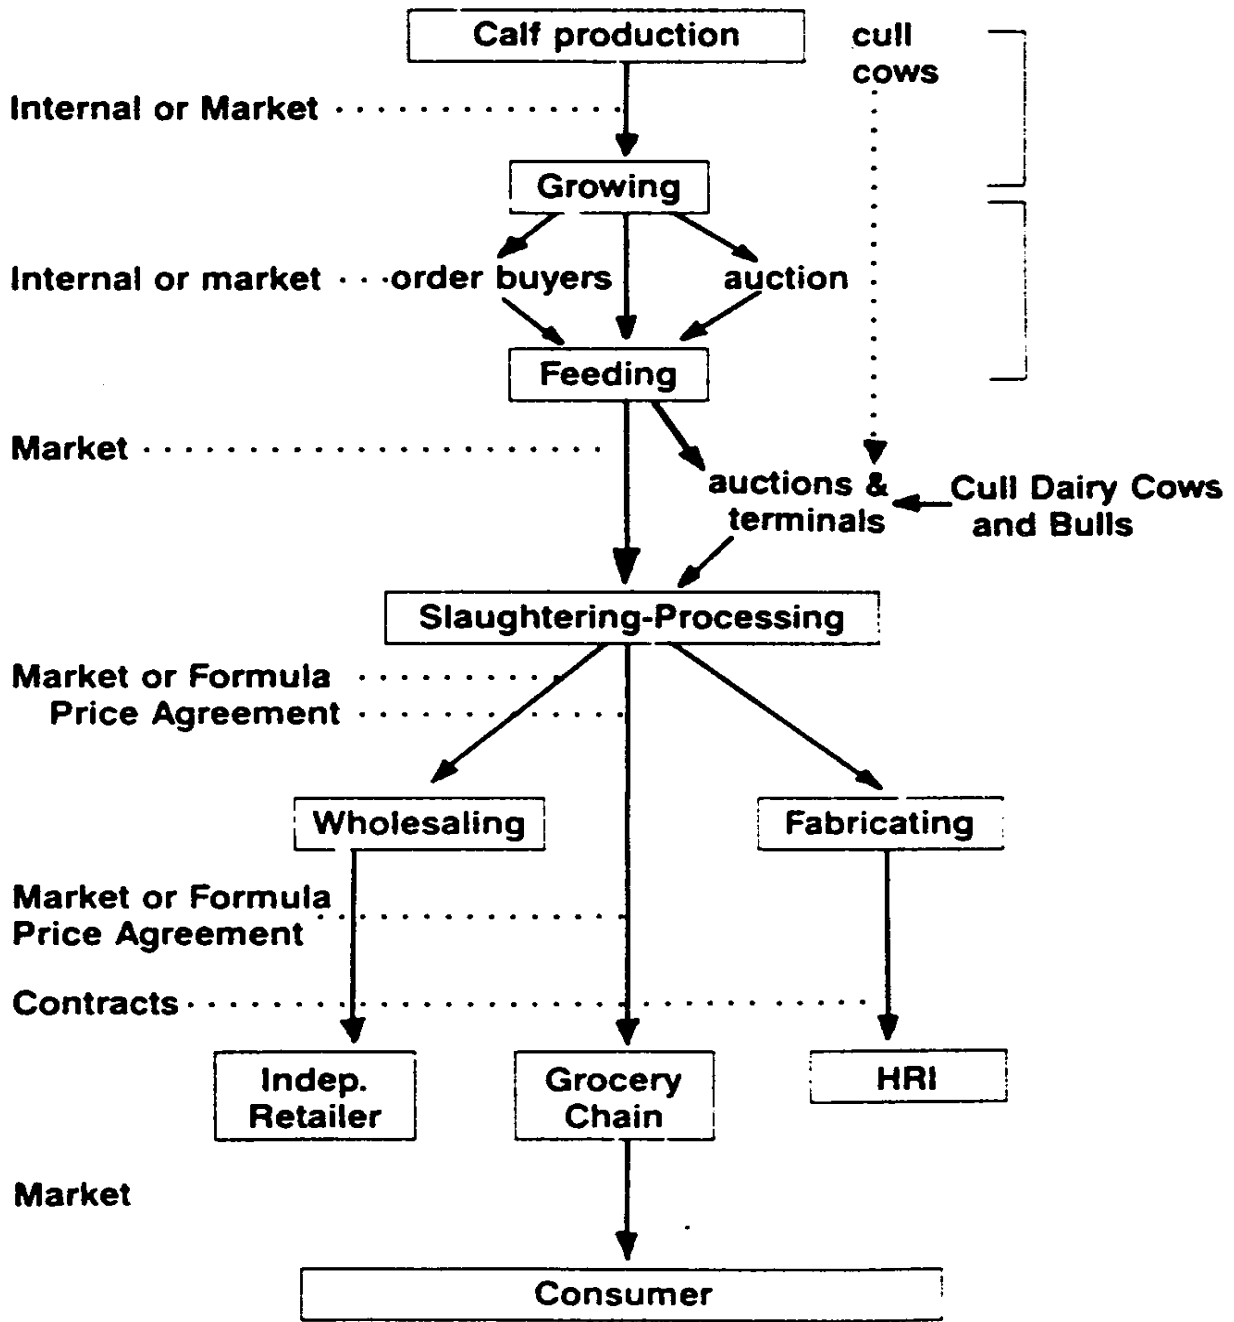 Calf production
cull
cows
Internal or Market
Growing
Internal or market
order buyers
auction
Feeding
Market
auctions &
terminals
Cull Dairy Cows
and Bulls
Slaughtering-Processing
Market or Formula
Price Agreement
Wholesaling
Fabricating
Market or Formula
Price Agreement
Contracts
Indep.
Retailer
Grocery
Chain
HRI
Market
Consumer